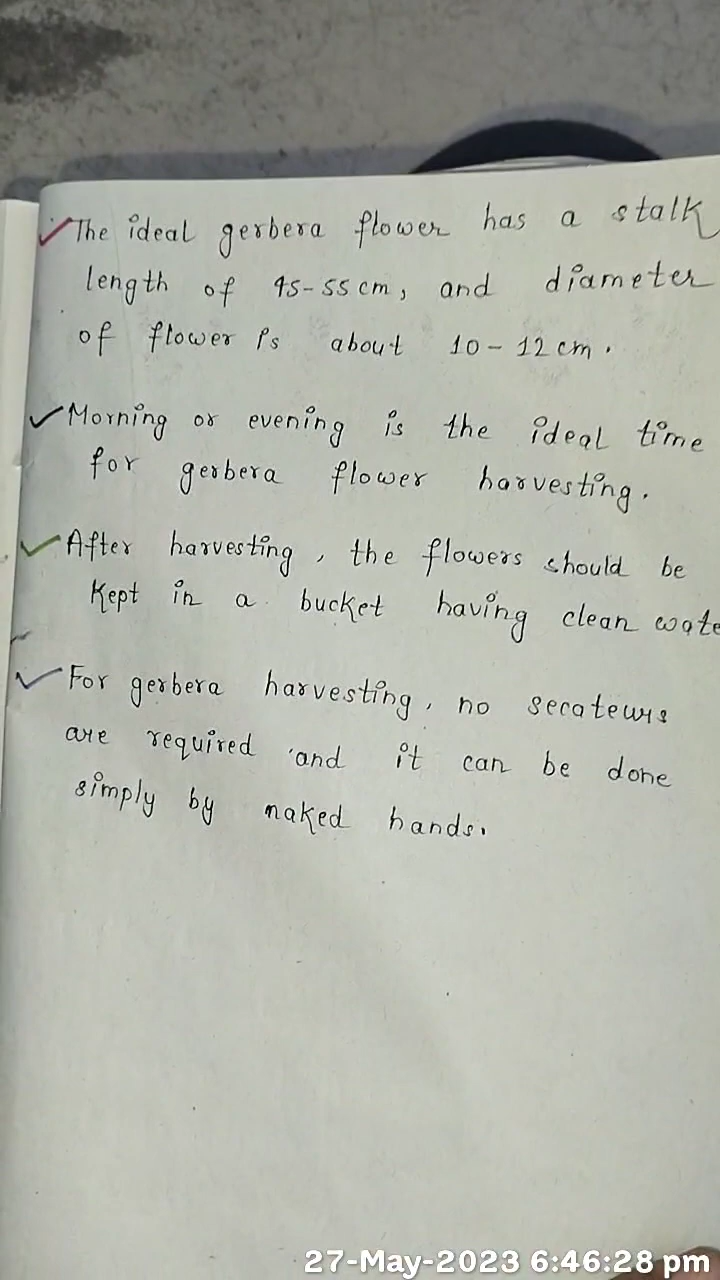 The ideal gerbera flower has a stalk
length of 45-55 cm, and diameter
of flower is about 10-12 cm.
Morning or evening is the ideal time
for gerbera flower harvesting.
After harvesting, the flowers should be
Kept in a bucket having clean wate
For gerbera harvesting, no secateurs
are required and it can be done
simply by naked hands.
27-May-2023 6:46:28 pm